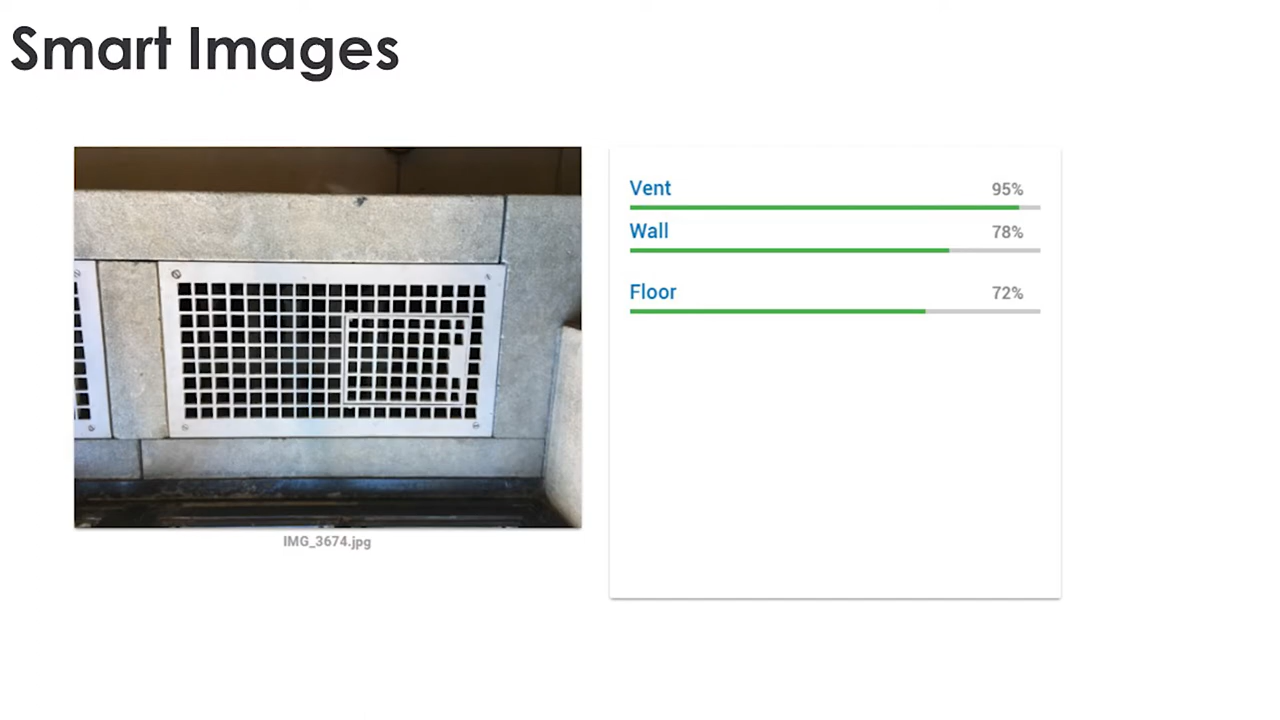 Smart Images
Vent 95%
Wall 78%
Floor 72%
IMG_3674.jpg